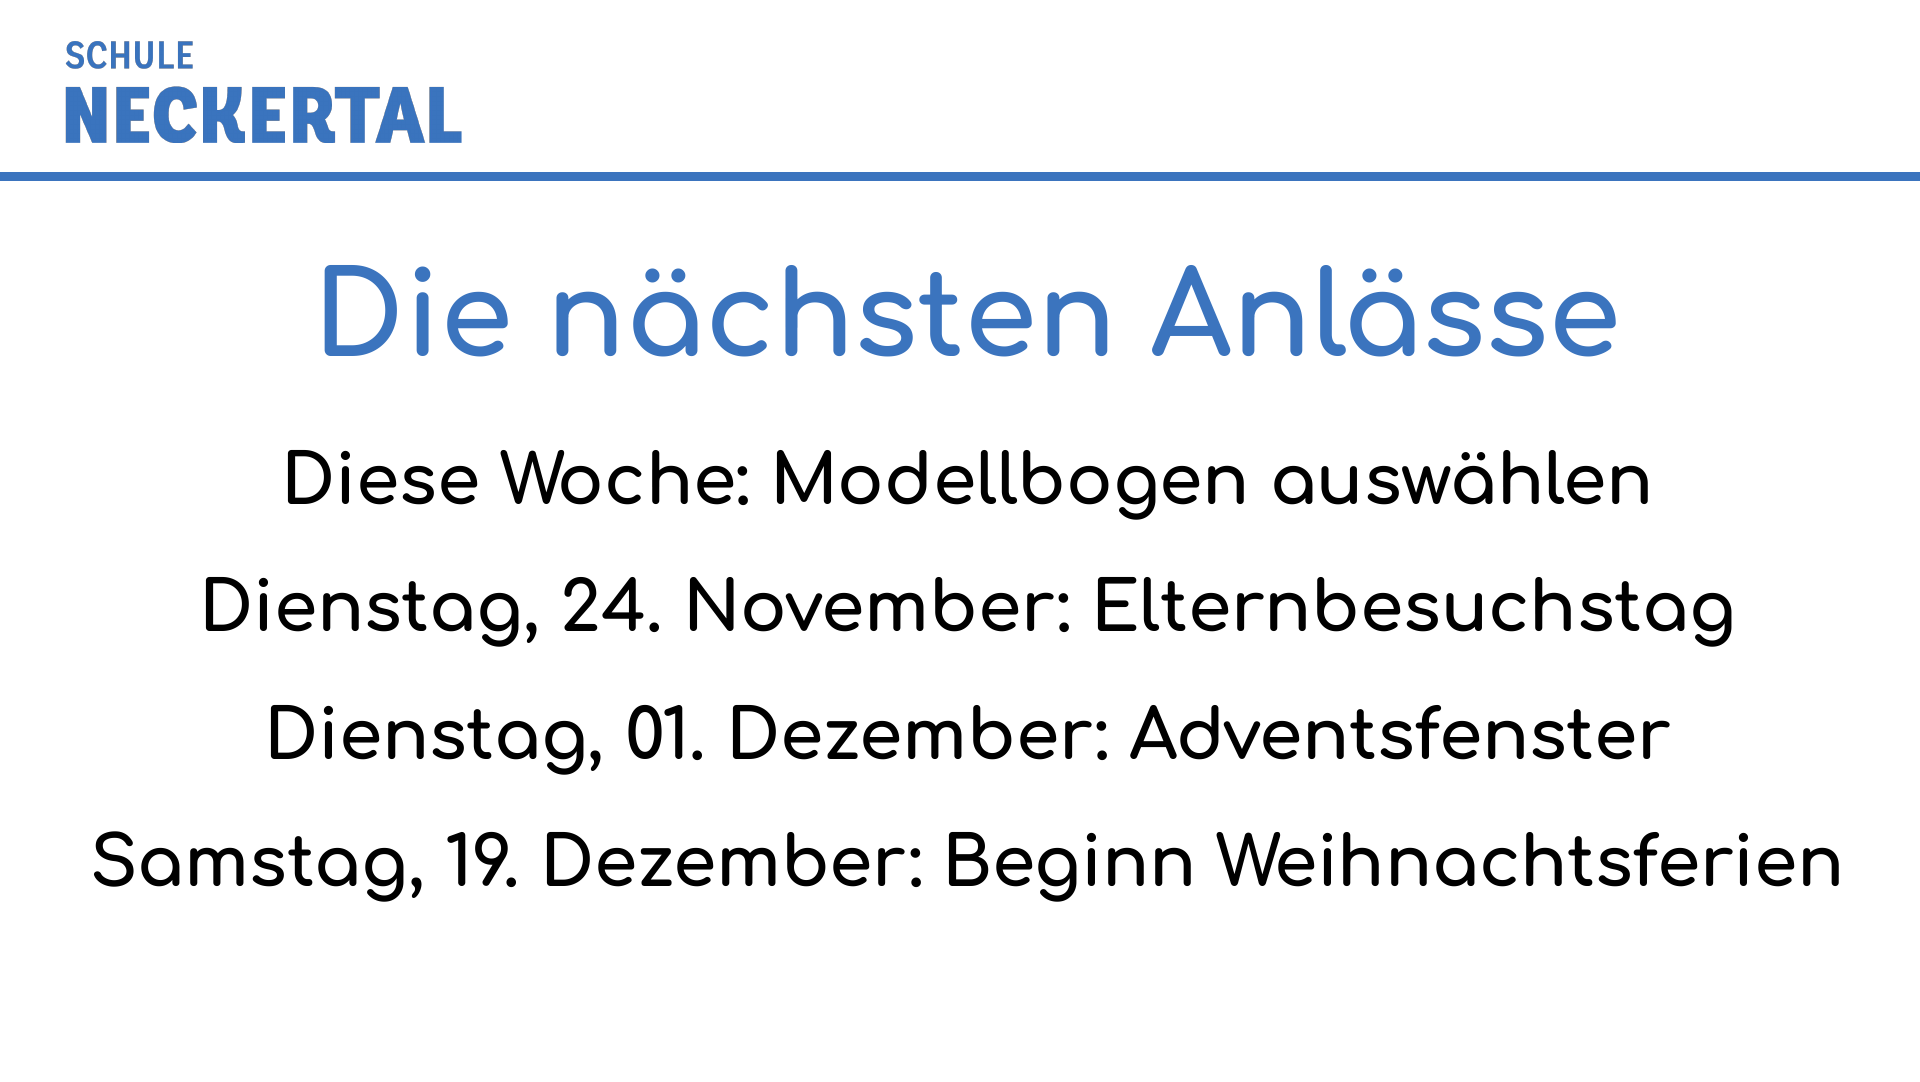 SCHULE
NECKERTAL
Die nächsten Anlässe
Diese Woche: Modellbogen auswählen
Dienstag, 24. November: Elternbesuchstag
Dienstag, 01. Dezember: Adventsfenster
Samstag, 19. Dezember: Beginn Weihnachtsferien